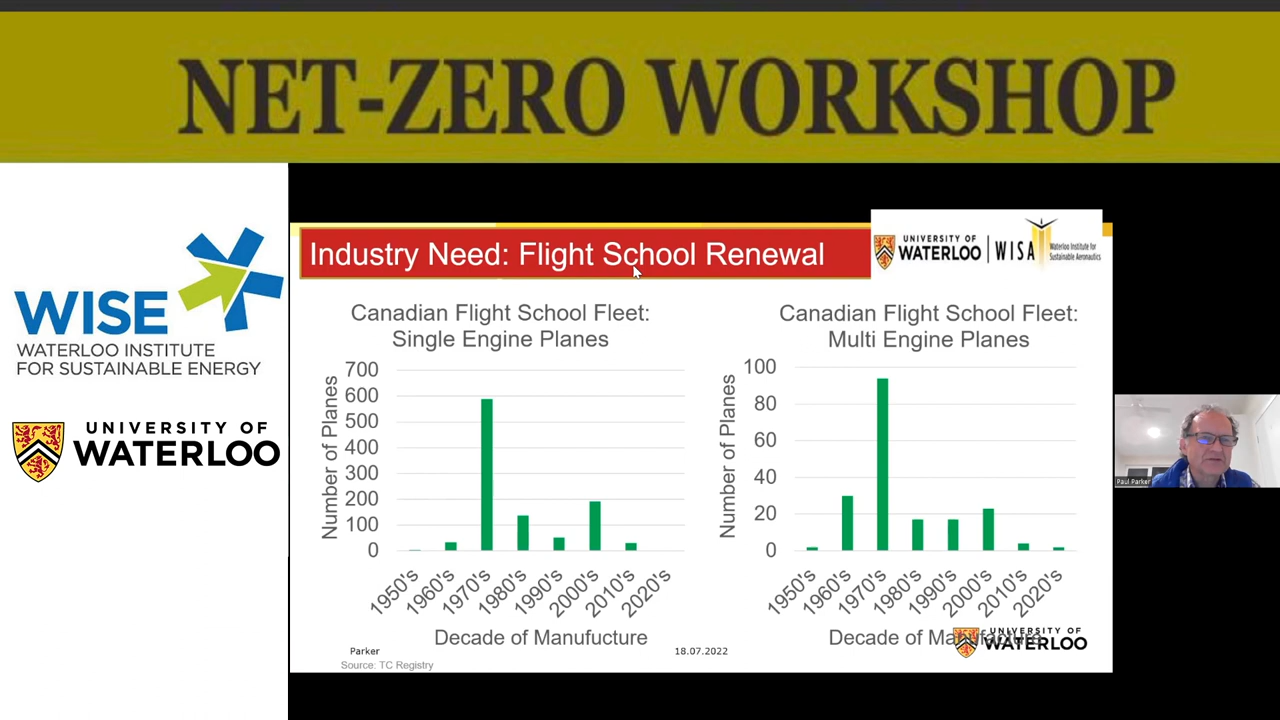 NET-ZERO WORKSHOP
WISE
WATERLOO INSTITUTE
FOR SUSTAINABLE ENERGY
UNIVERSITY OF
WATERLOO
Industry Need: Flight School Renewal
UNIVERSITY OF
WATERLOO
WISA
Waterloo Institute for
Sustainable Aeronautics
Canadian Flight School Fleet:
Single Engine Planes
Number of Planes
700
600
500
400
300
200
100
0
1950's
1960's
1970's
1980's
1990's
2000's
2010's
2020's
Decade of Manufucture
Canadian Flight School Fleet:
Multi Engine Planes
Number of Planes
100
80
60
40
20
0
1950's
1960's
1970's
1980's
1990's
2000's
2010's
2020's
Decade of Manufacture
UNIVERSITY OF
WATERLOO
Parker
18.07.2022
Source: TC Registry
Paul Parker